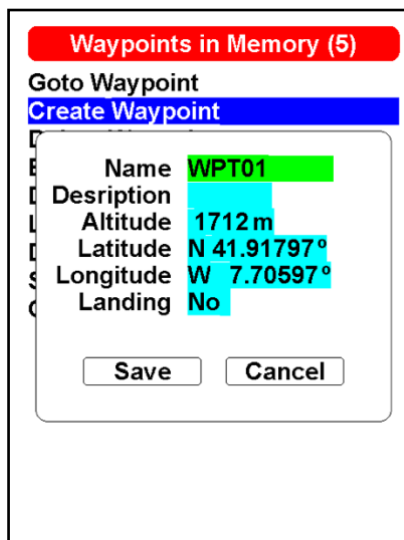 Waypoints in Memory (5)
Goto Waypoint
Create Waypoint
Name WPT01
Desription
Altitude 1712 m
Latitude N 41.91797º
Longitude W 7.70597º
Landing No
Save Cancel